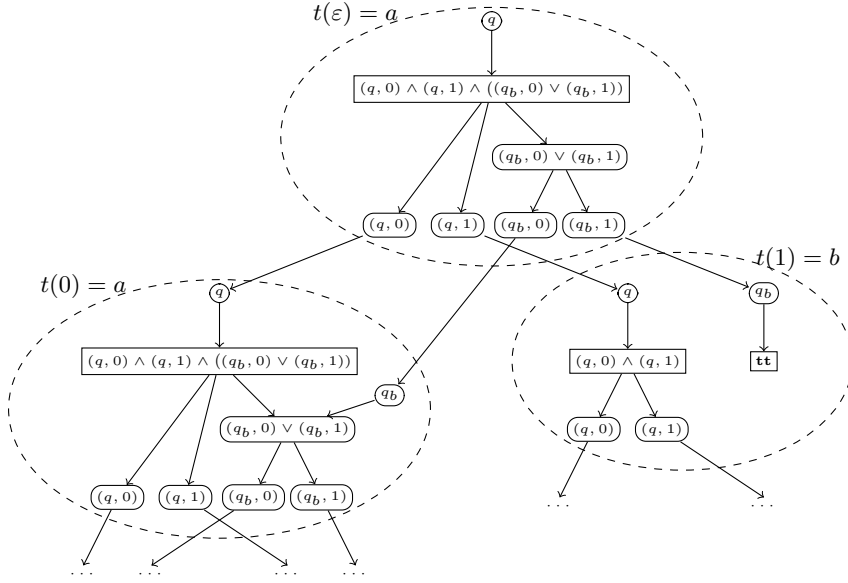 t(ε) = a
q
(q, 0) ∧ (q, 1) ∧ ((q_b, 0) ∨ (q_b, 1))
(q_b, 0) ∨ (q_b, 1)
(q, 0)
(q, 1)
(q_b, 0)
(q_b, 1)
t(0) = a
q
(q, 0) ∧ (q, 1) ∧ ((q_b, 0) ∨ (q_b, 1))
q_b
(q_b, 0) ∨ (q_b, 1)
(q, 0)
(q, 1)
(q_b, 0)
(q_b, 1)
...
...
...
...
t(1) = b
q
q_b
(q, 0) ∧ (q, 1)
tt
(q, 0)
(q, 1)
...
...